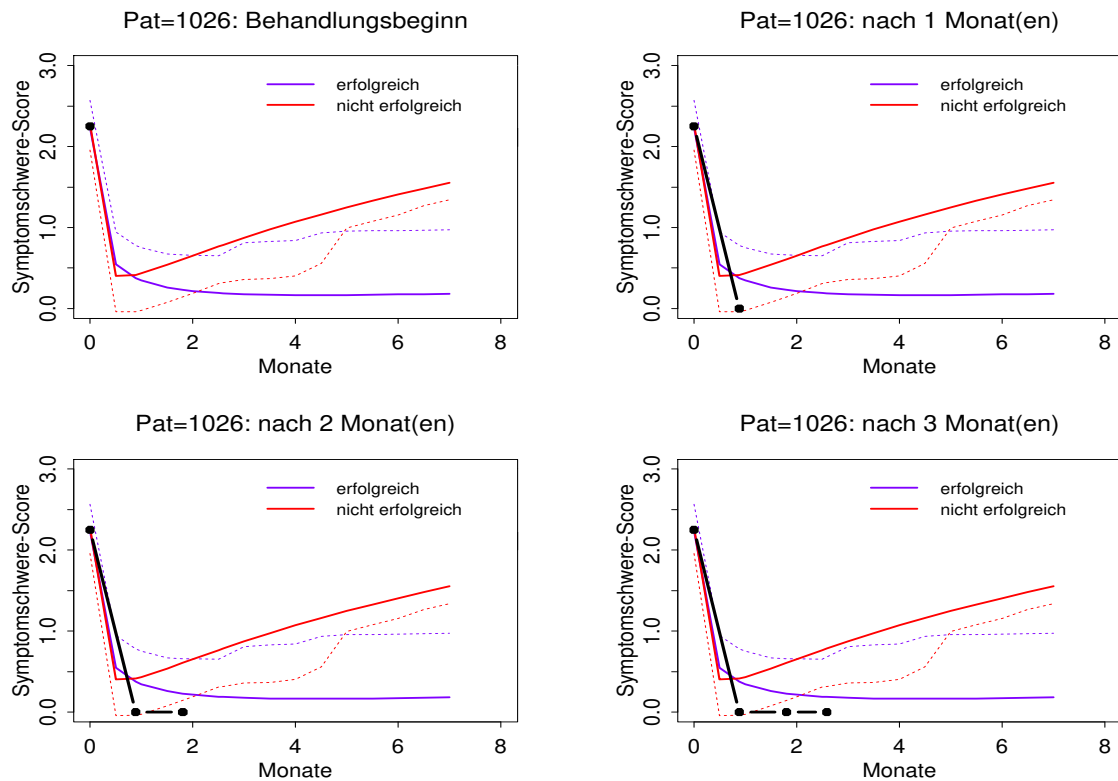 Pat=1026: Behandlungsbeginn
Symptomschwere-Score
3.0
2.0
1.0
0.0
erfolgreich
nicht erfolgreich
0 2 4 6 8
Monate
Pat=1026: nach 1 Monat(en)
Symptomschwere-Score
3.0
2.0
1.0
0.0
erfolgreich
nicht erfolgreich
0 2 4 6 8
Monate
Pat=1026: nach 2 Monat(en)
Symptomschwere-Score
3.0
2.0
1.0
0.0
erfolgreich
nicht erfolgreich
0 2 4 6 8
Monate
Pat=1026: nach 3 Monat(en)
Symptomschwere-Score
3.0
2.0
1.0
0.0
erfolgreich
nicht erfolgreich
0 2 4 6 8
Monate